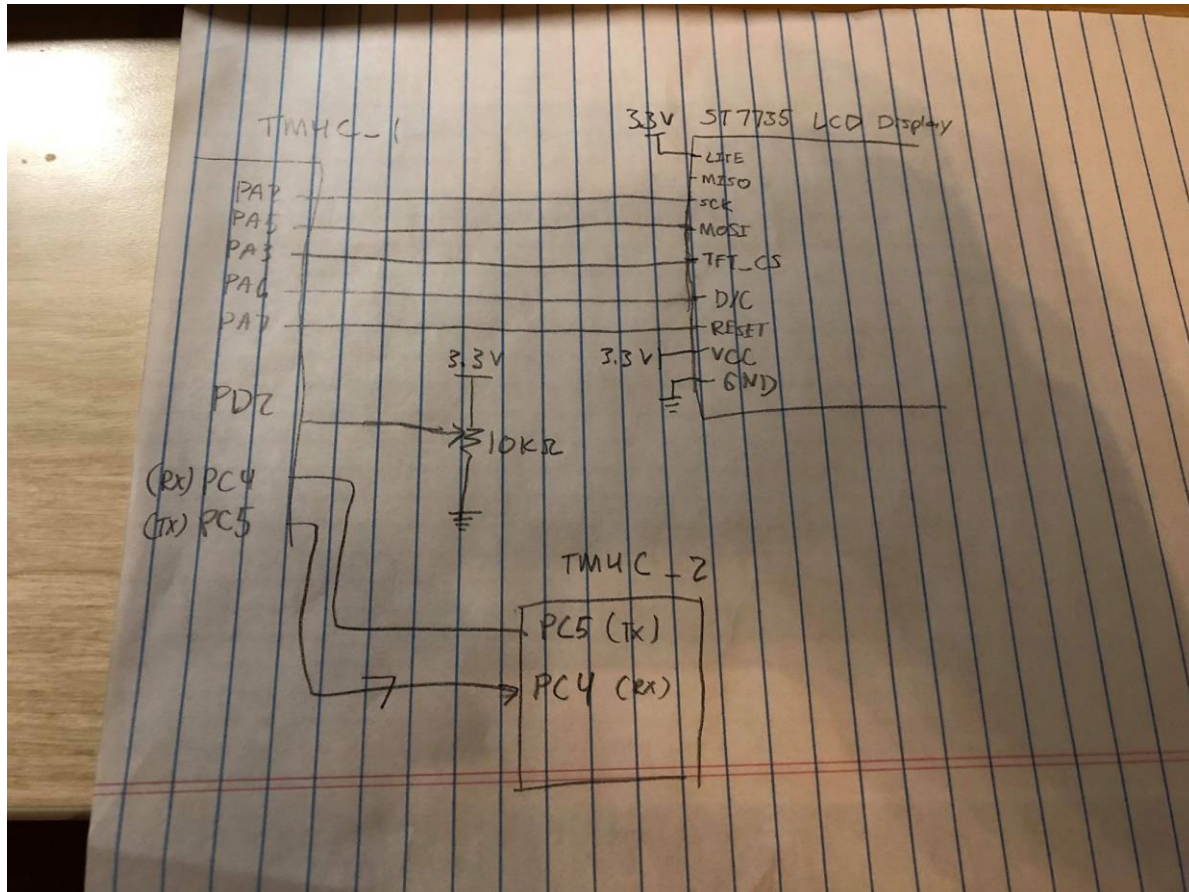 TM4C_1
3.3V ST7735 LCD Display
LITE
MISO
PA2 SCK
PA5 MOSI
PA3 TFT_CS
PA6 D/C
PA7 RESET
3.3V 3.3V VCC
GND
PD2
10KΩ
(Rx) PC4
(Tx) PC5
TM4C_2
PC5 (Tx)
PC4 (Rx)